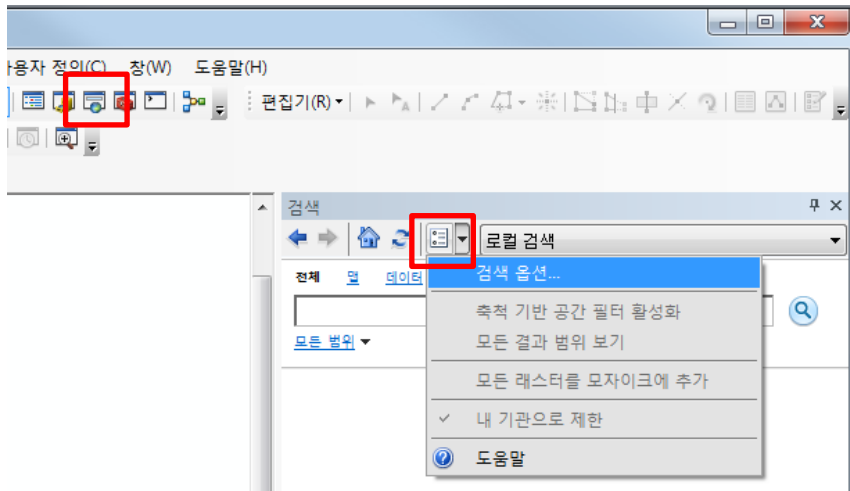 사용자 정의(C) 창(W) 도움말(H)
편집기(R)
검색
로컬 검색
전체 맵 데이터
검색 옵션...
모든 범위
축척 기반 공간 필터 활성화
모든 결과 범위 보기
모든 래스터를 모자이크에 추가
내 기관으로 제한
도움말